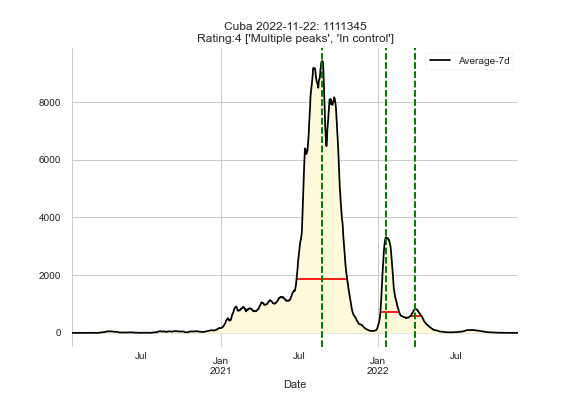 Cuba 2022-11-22: 1111345
Rating:4 ['Multiple peaks', 'In control']
Average-7d
8000
6000
4000
2000
0
Jul
Jan
2021
Jul
Jan
2022
Jul
Date